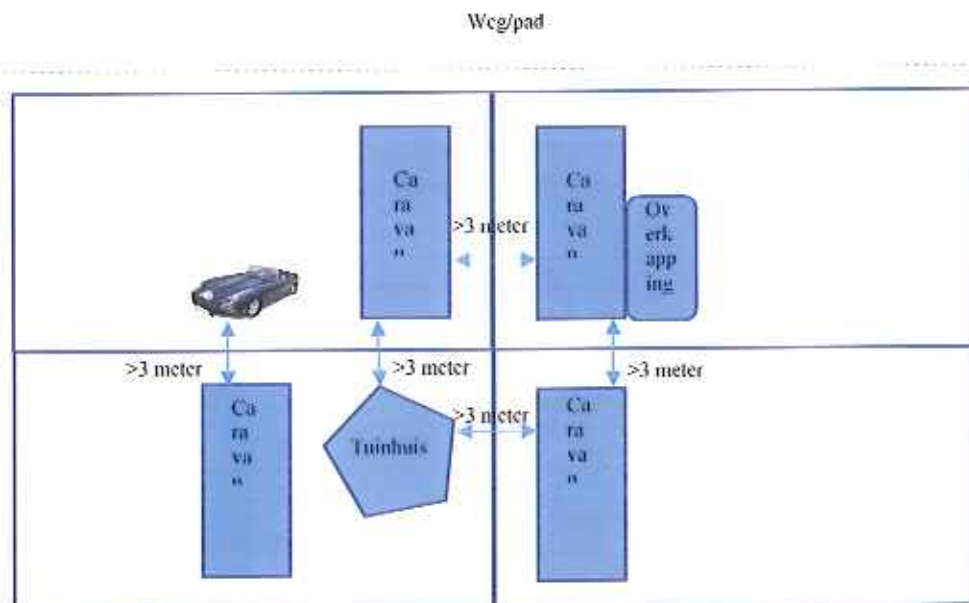 Weg/pad
Ca
ra
va
n
Ca
ra
va
n
Ov
erk
app
ing
>3 meter
>3 meter
>3 meter
>3 meter
>3 meter
Ca
ra
va
n
Tuinhuis
Ca
ra
va
n